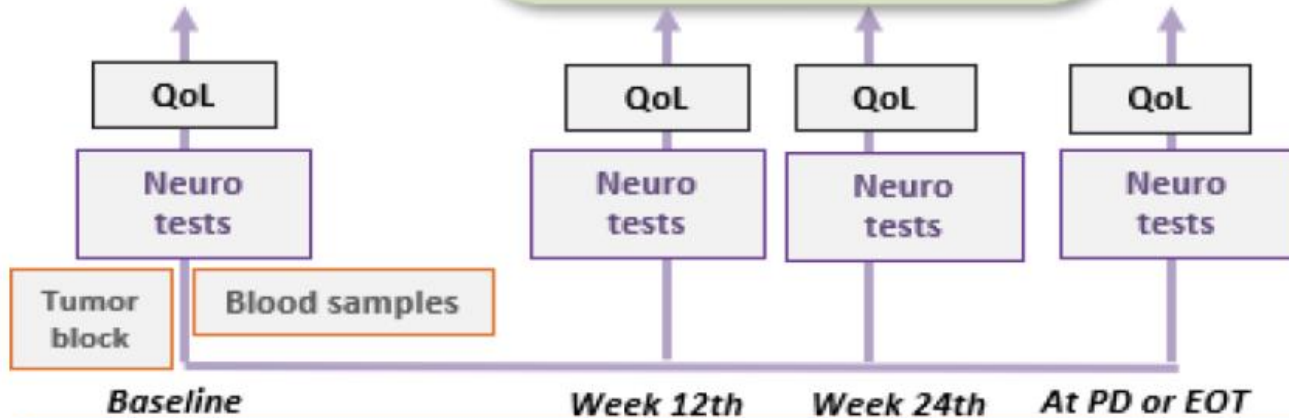 QoL QoL QoL QoL
Neuro tests Neuro tests Neuro tests Neuro tests
Tumor block Blood samples
Baseline Week 12th Week 24th At PD or EOT